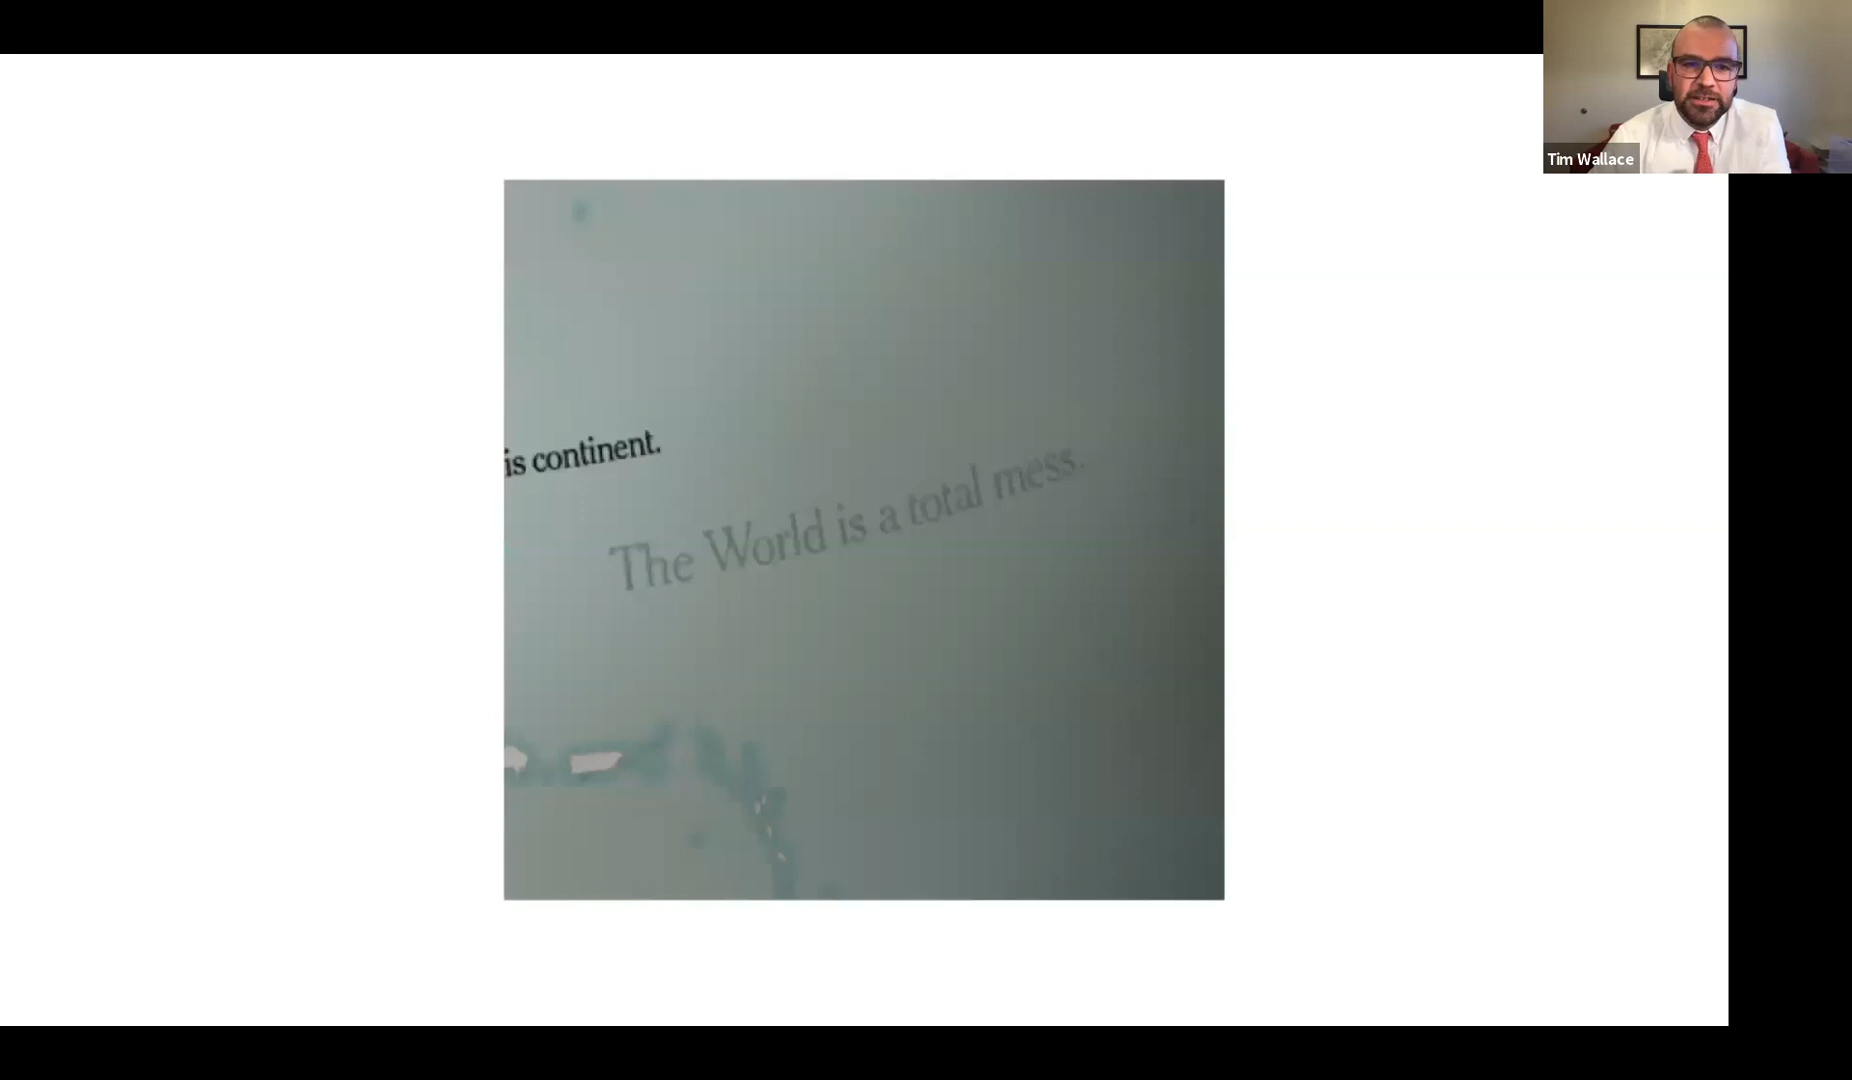 Tim Wallace
is continent.
The World is a total mess.